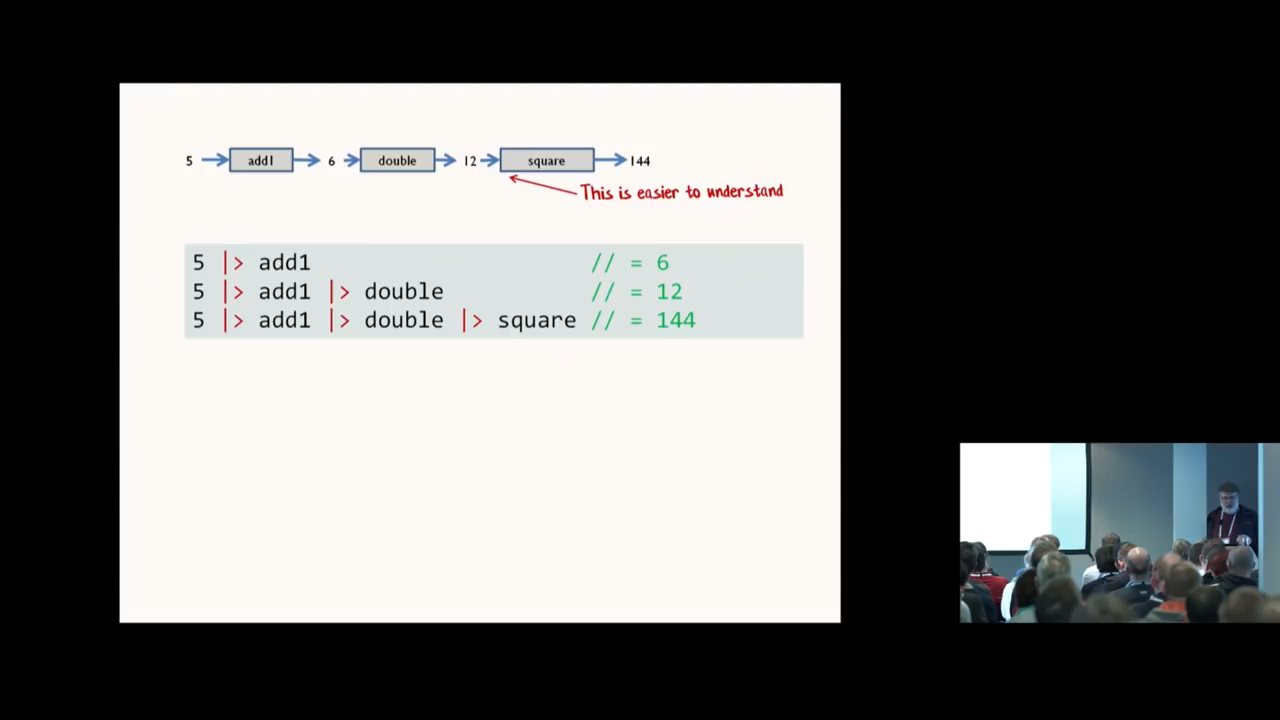 5 add1 6 double 12 square 144
This is easier to understand
5 |> add1 // = 6
5 |> add1 |> double // = 12
5 |> add1 |> double |> square // = 144